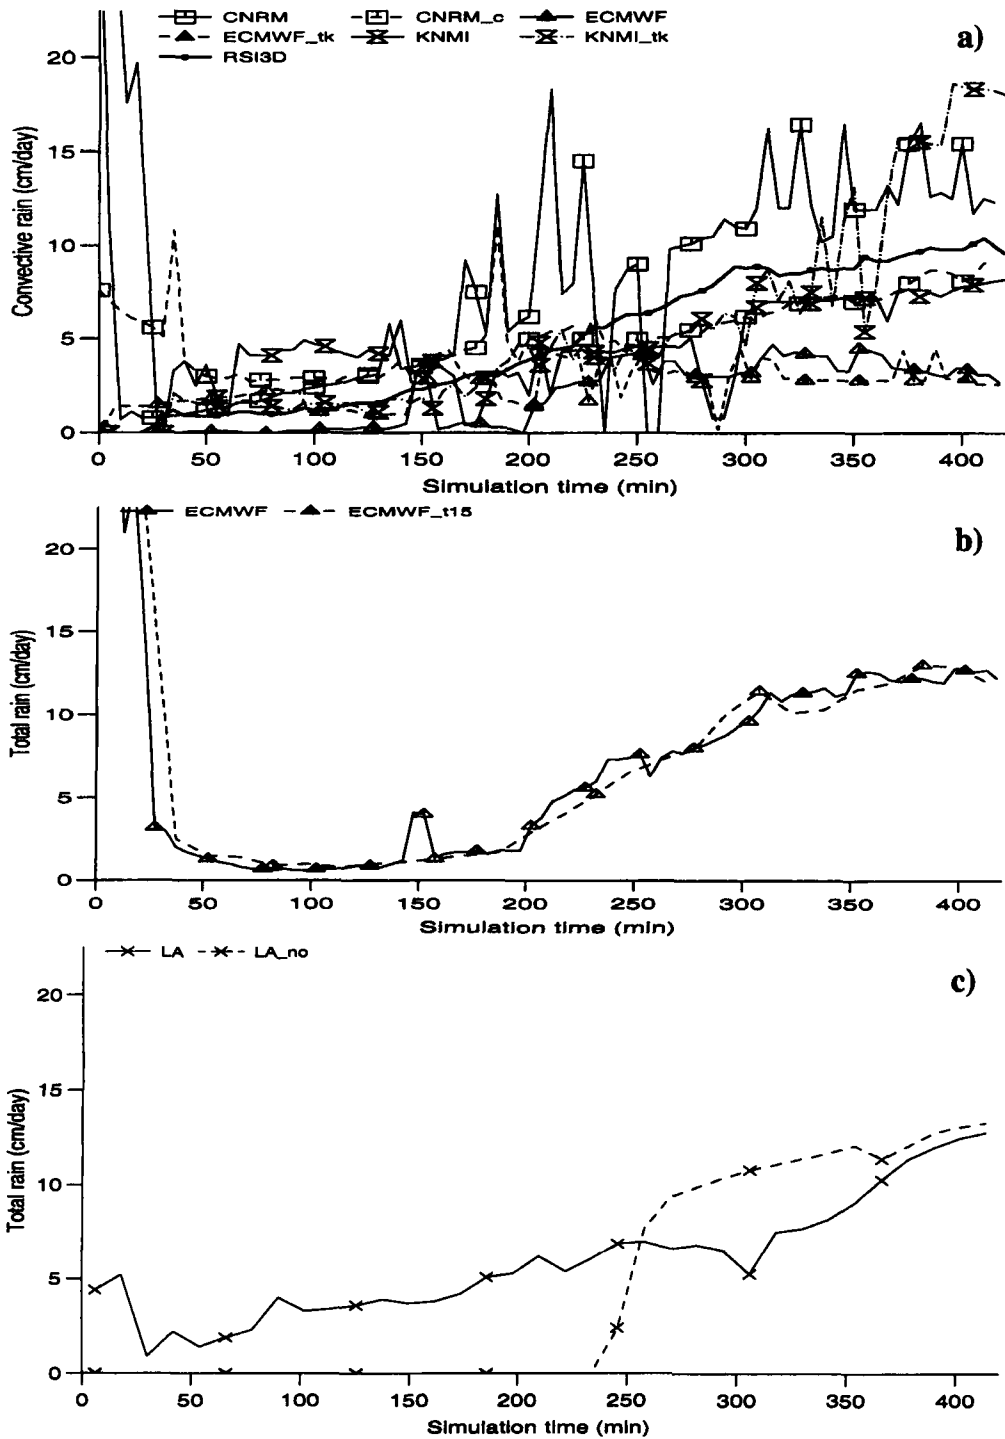 CNRM CNRM_c ECMWF
ECMWF_tk KNMI KNMI_tk
RSI3D
a)
20
15
10
5
0
Convective rain (cm/day)
0 50 100 150 200 250 300 350 400
Simulation time (min)
ECMWF ECMWF_t15
b)
20
15
10
5
0
Total rain (cm/day)
0 50 100 150 200 250 300 350 400
Simulation time (min)
LA LA_no
c)
20
15
10
5
0
Total rain (cm/day)
0 50 100 150 200 250 300 350 400
Simulation time (min)